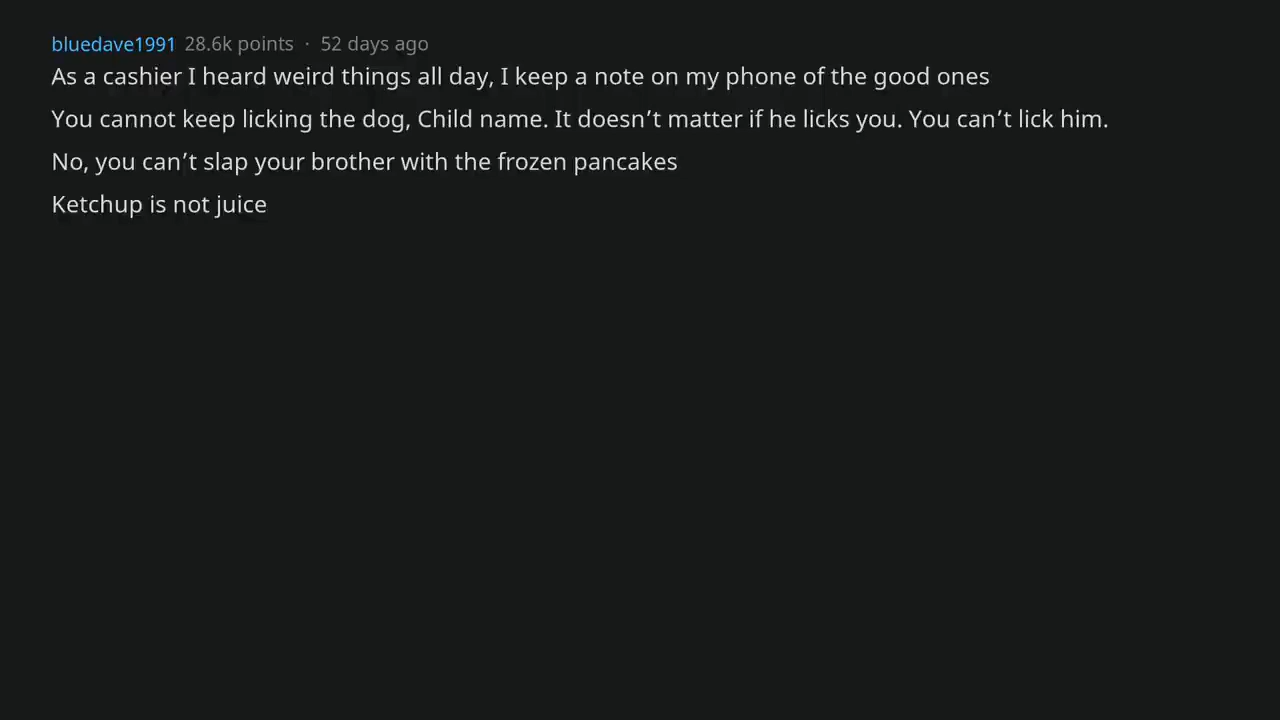 bluedave1991 28.6k points · 52 days ago
As a cashier I heard weird things all day, I keep a note on my phone of the good ones
You cannot keep licking the dog, Child name. It doesn’t matter if he licks you. You can’t lick him.
No, you can’t slap your brother with the frozen pancakes
Ketchup is not juice